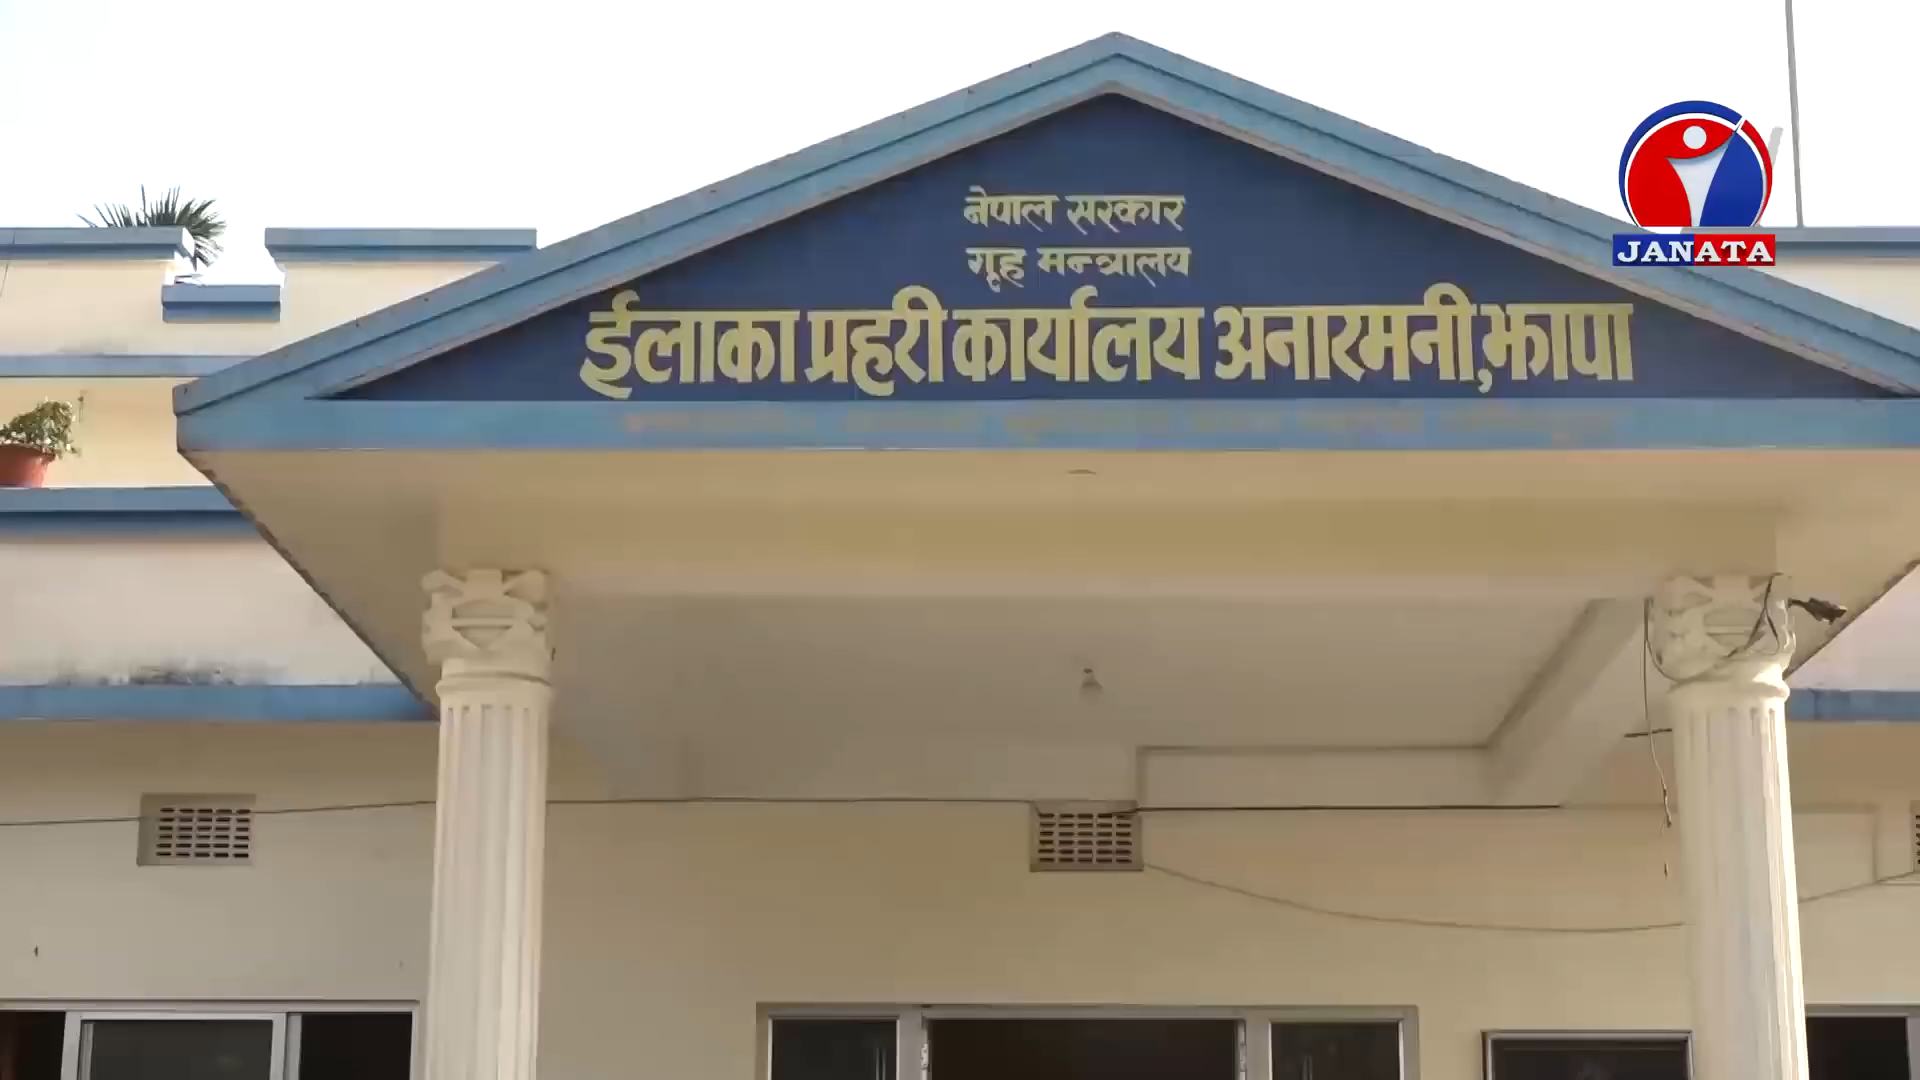 नेपाल सरकार
गृह मन्त्रालय
ईलाका प्रहरी कार्यालय अनारमनी,झापा
JANATA